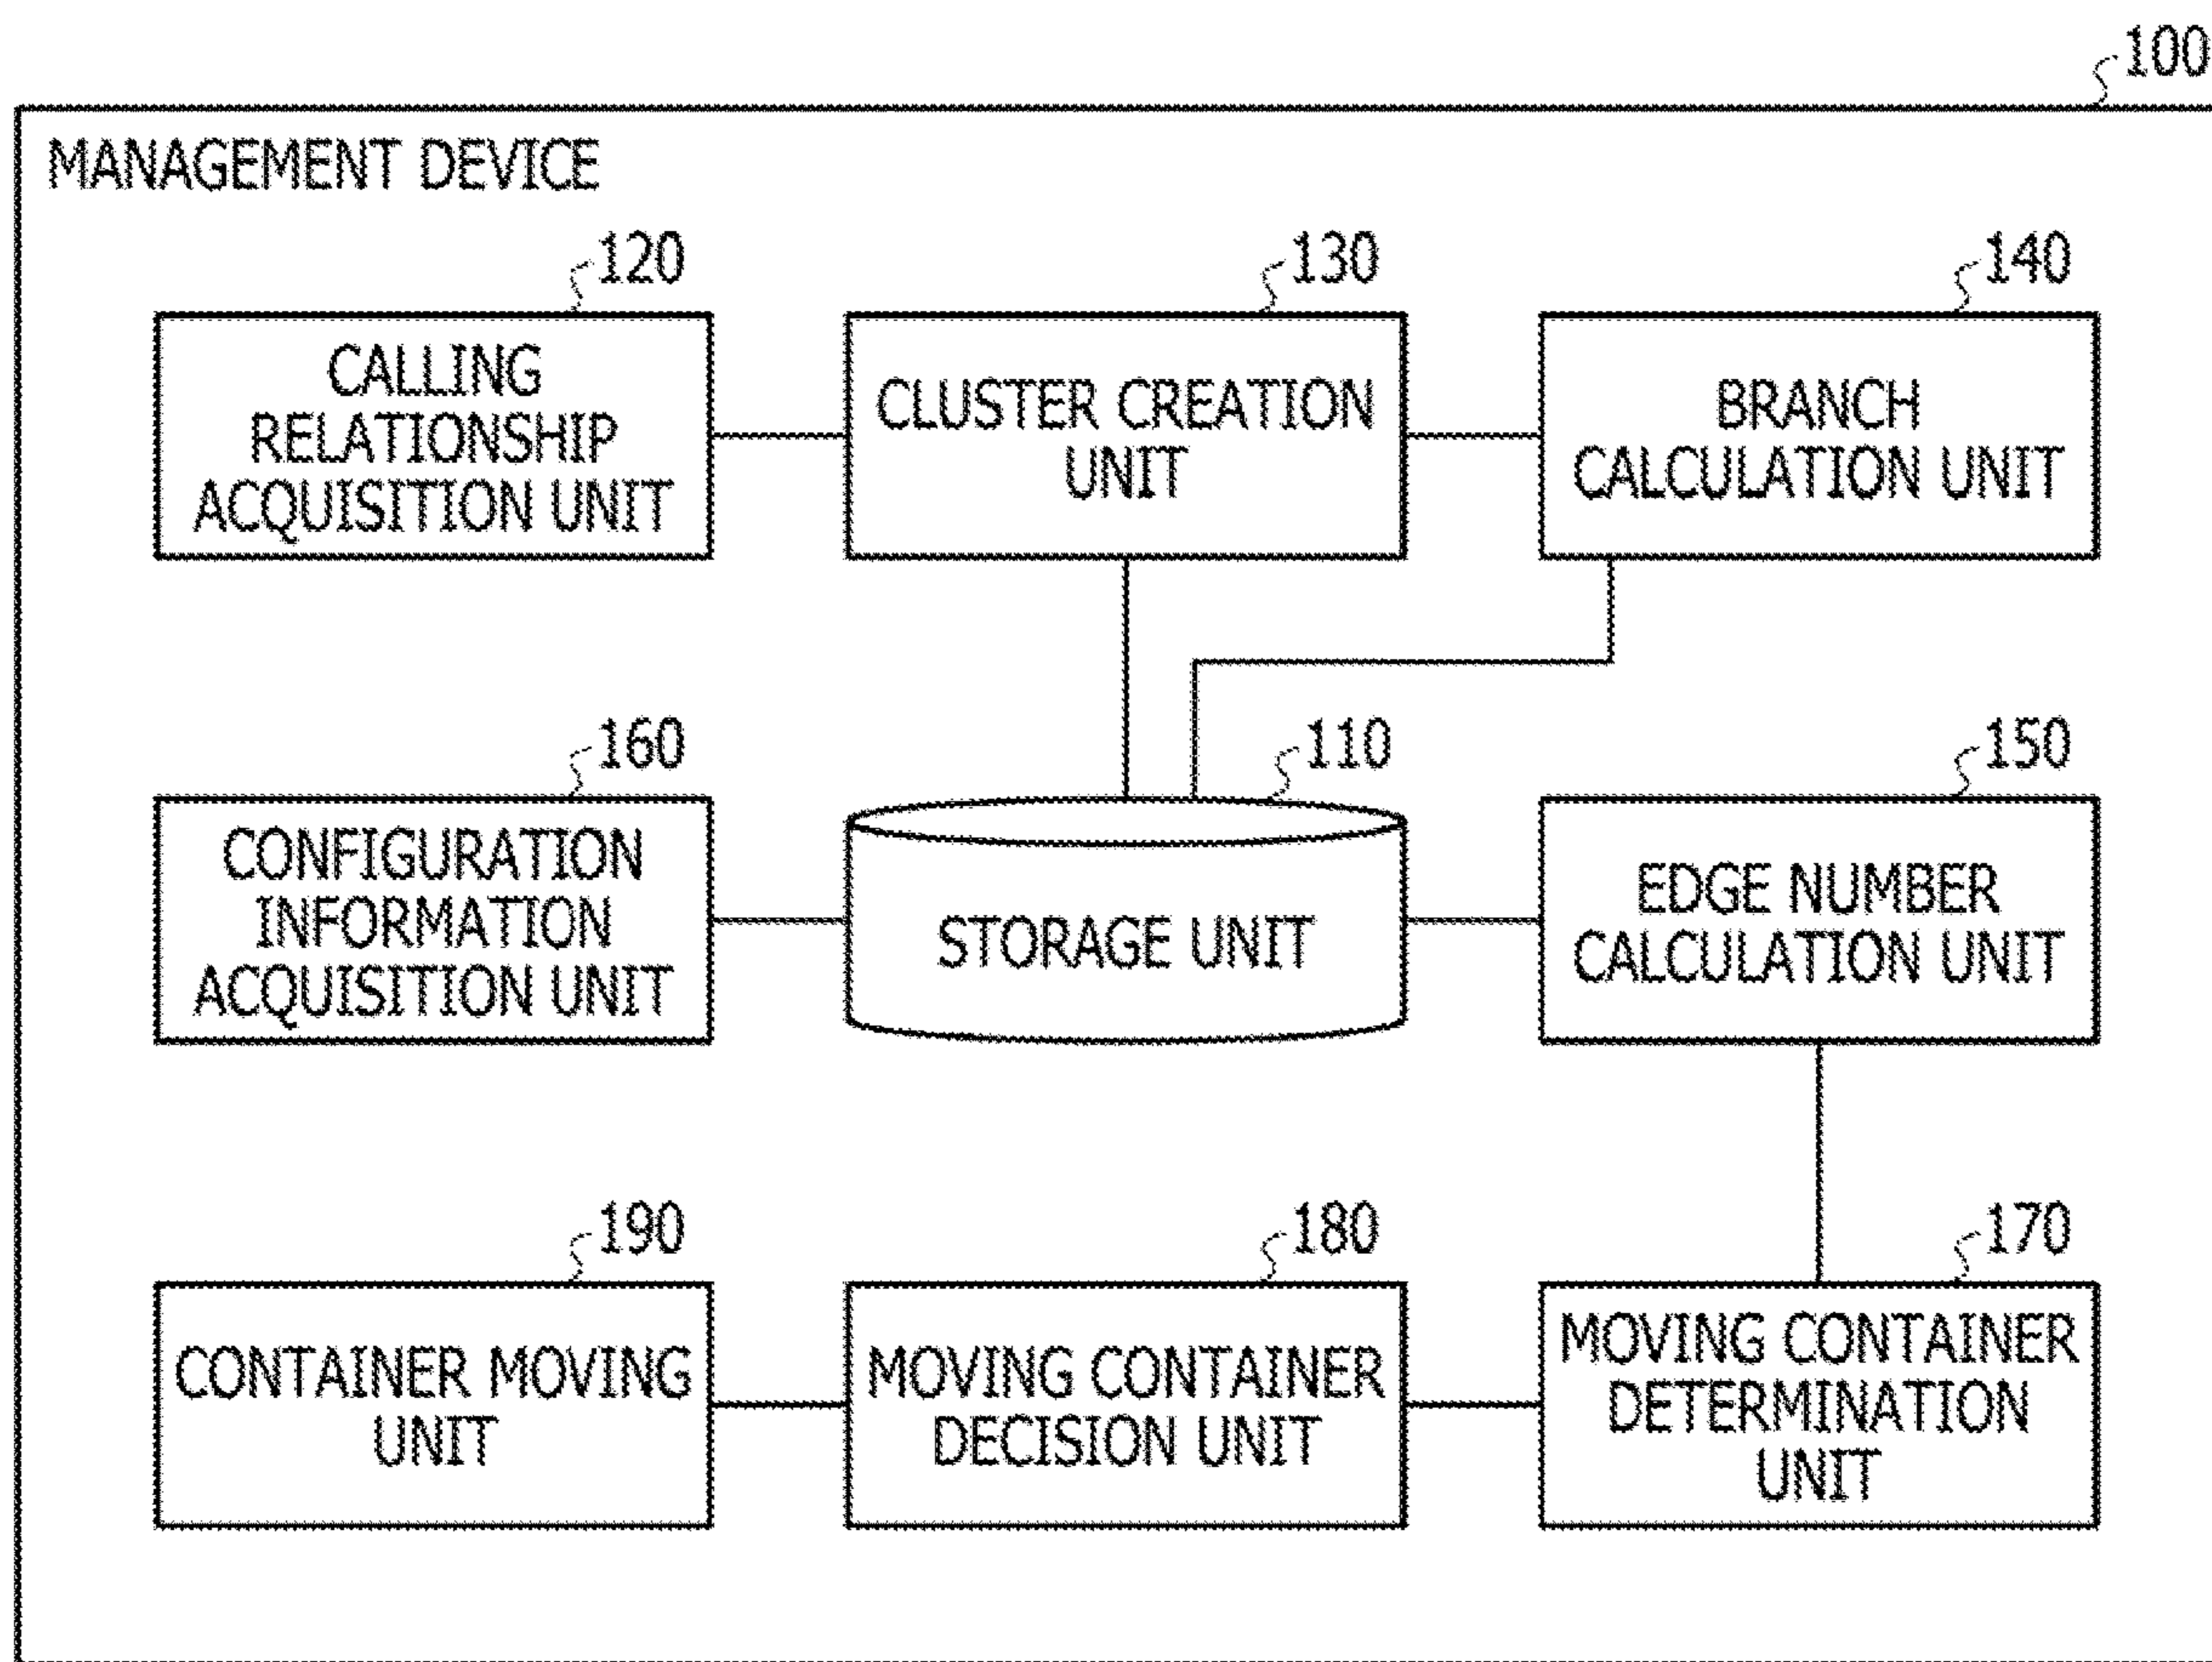 100
MANAGEMENT DEVICE
120
CALLING
RELATIONSHIP
ACQUISITION UNIT
130
CLUSTER CREATION
UNIT
140
BRANCH
CALCULATION UNIT
160
CONFIGURATION
INFORMATION
ACQUISITION UNIT
110
STORAGE UNIT
150
EDGE NUMBER
CALCULATION UNIT
190
CONTAINER MOVING
UNIT
180
MOVING CONTAINER
DECISION UNIT
170
MOVING CONTAINER
DETERMINATION
UNIT